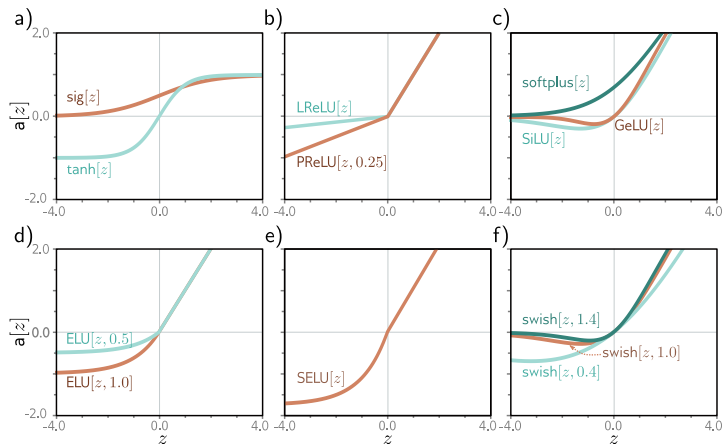 a)
b)
c)
2.0
0.0
-2.0
a[z]
sig[z]
tanh[z]
-4.0
0.0
4.0
LReLU[z]
PReLU[z, 0.25]
-4.0
0.0
4.0
softplus[z]
GeLU[z]
SiLU[z]
-4.0
0.0
4.0
d)
e)
f)
2.0
0.0
-2.0
a[z]
ELU[z, 0.5]
ELU[z, 1.0]
-4.0
0.0
4.0
z
SELU[z]
-4.0
0.0
4.0
z
swish[z, 1.4]
swish[z, 1.0]
swish[z, 0.4]
-4.0
0.0
4.0
z